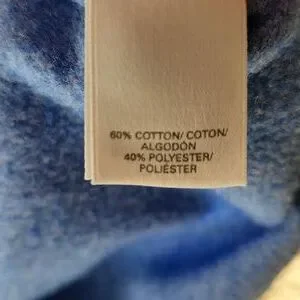 60% COTTON/ COTON/
ALGODÓN
40% POLYESTER/
POLIÉSTER